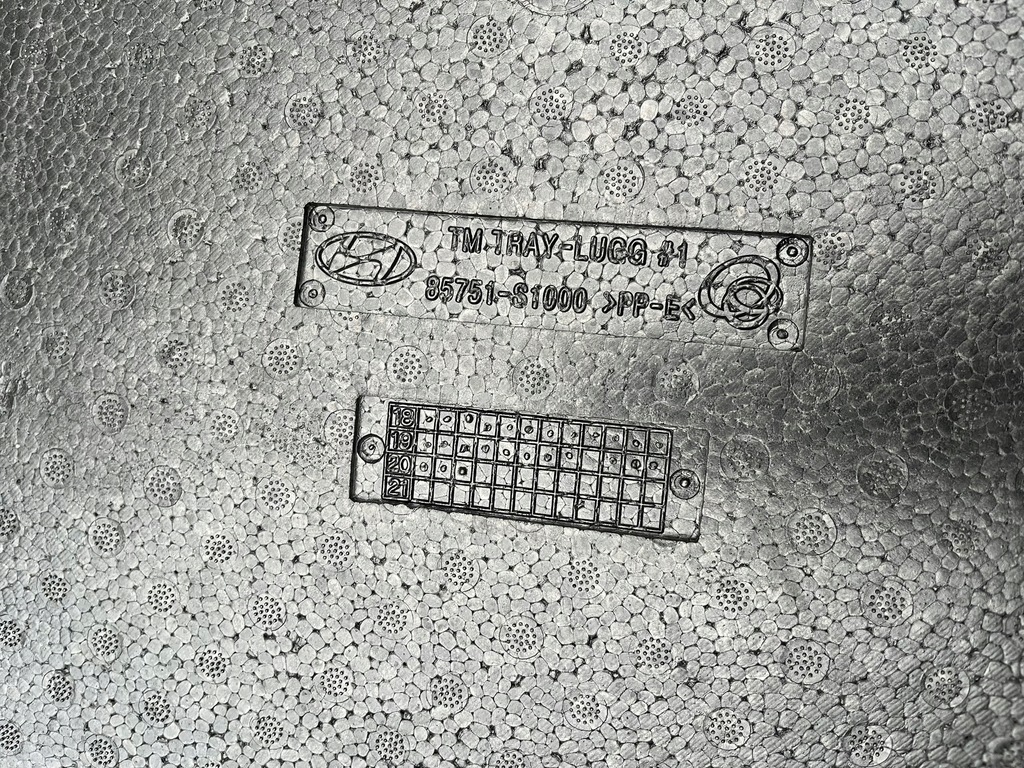 TM TRAY-LUGG #1
85751-S1000 >PP-E<
18
19
20
21